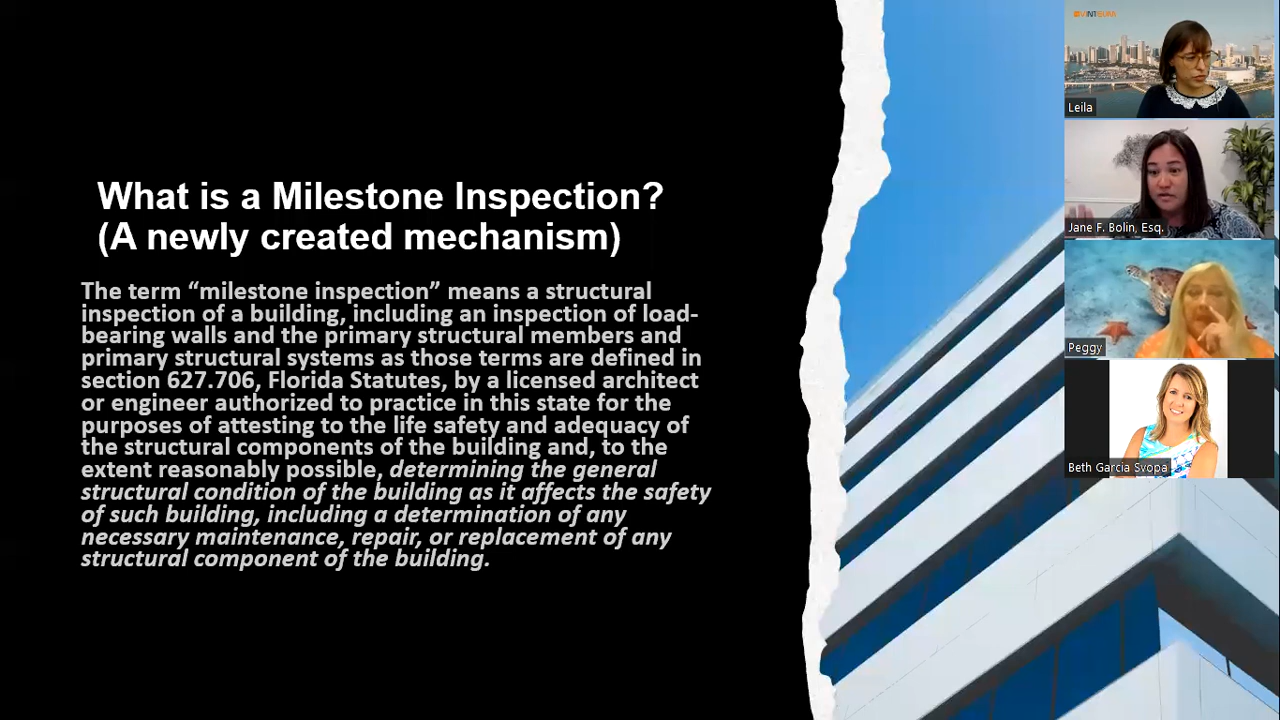 What is a Milestone Inspection?
(A newly created mechanism)
The term “milestone inspection” means a structural
inspection of a building, including an inspection of load-
bearing walls and the primary structural members and
primary structural systems as those terms are defined in
section 627.706, Florida Statutes, by a licensed architect
or engineer authorized to practice in this state for the
purposes of attesting to the life safety and adequacy of
the structural components of the building and, to the
extent reasonably possible, determining the general
structural condition of the building as it affects the safety
of such building, including a determination of any
necessary maintenance, repair, or replacement of any
structural component of the building.
Leila
Jane F. Bolin, Esq.
Peggy
Beth Garcia Svopa